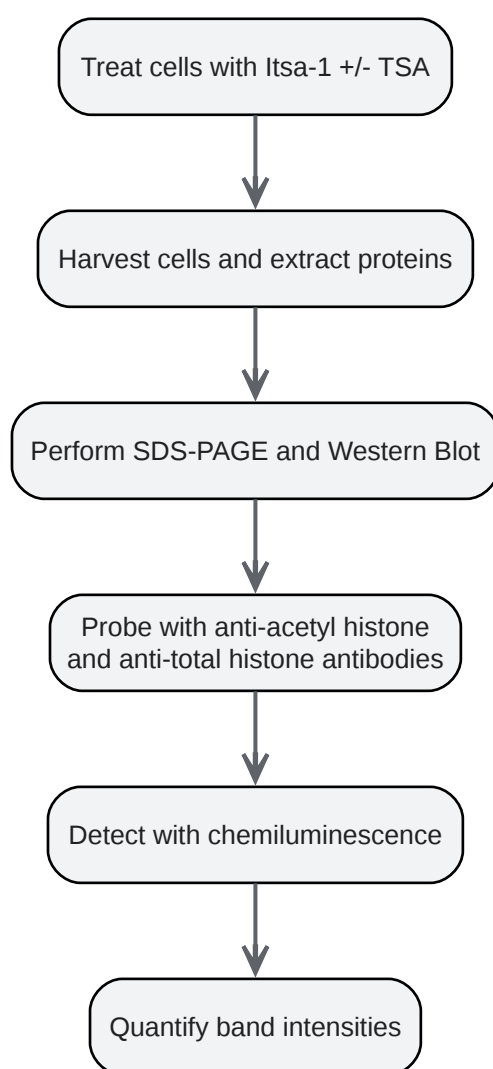 Treat cells with Itsa-1 +/- TSA
Harvest cells and extract proteins
Perform SDS-PAGE and Western Blot
Probe with anti-acetyl histone
and anti-total histone antibodies
Detect with chemiluminescence
Quantify band intensities